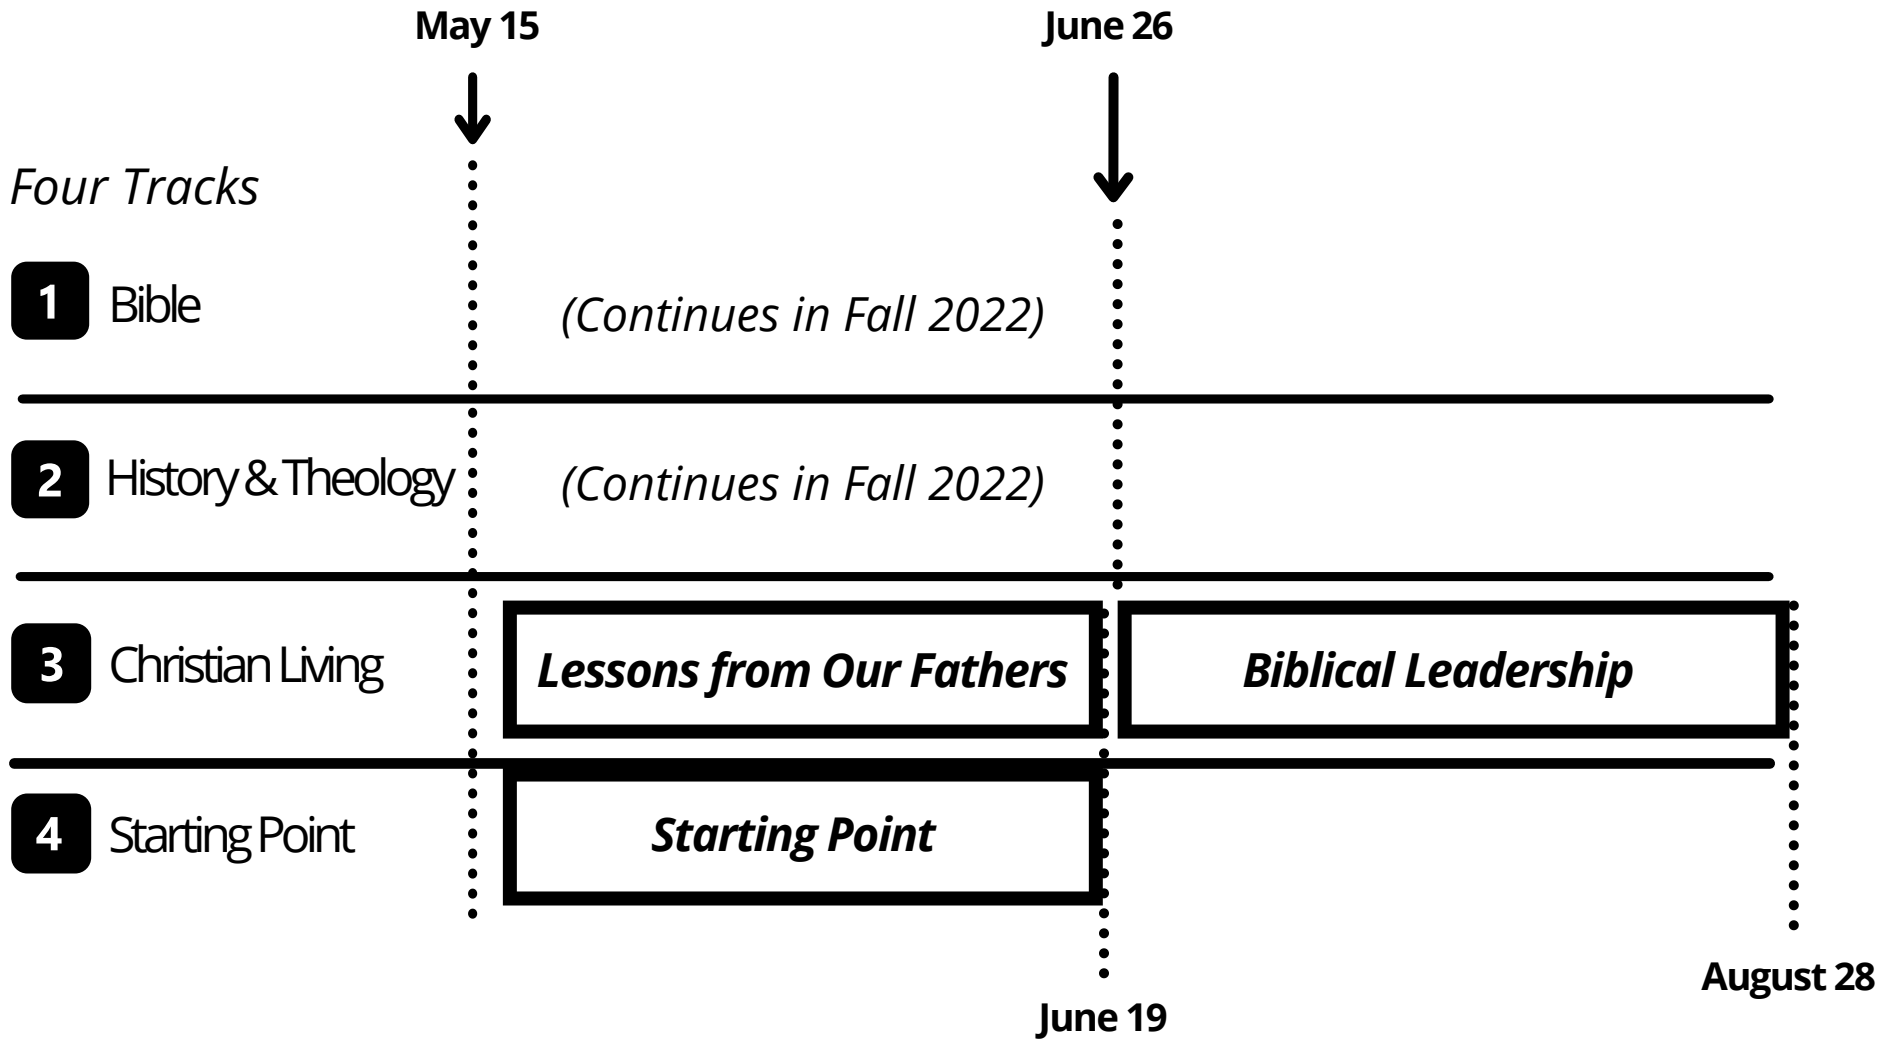 May 15
June 26
Four Tracks
1 Bible
(Continues in Fall 2022)
2 History & Theology
(Continues in Fall 2022)
3 Christian Living
Lessons from Our Fathers
Biblical Leadership
4 Starting Point
Starting Point
August 28
June 19